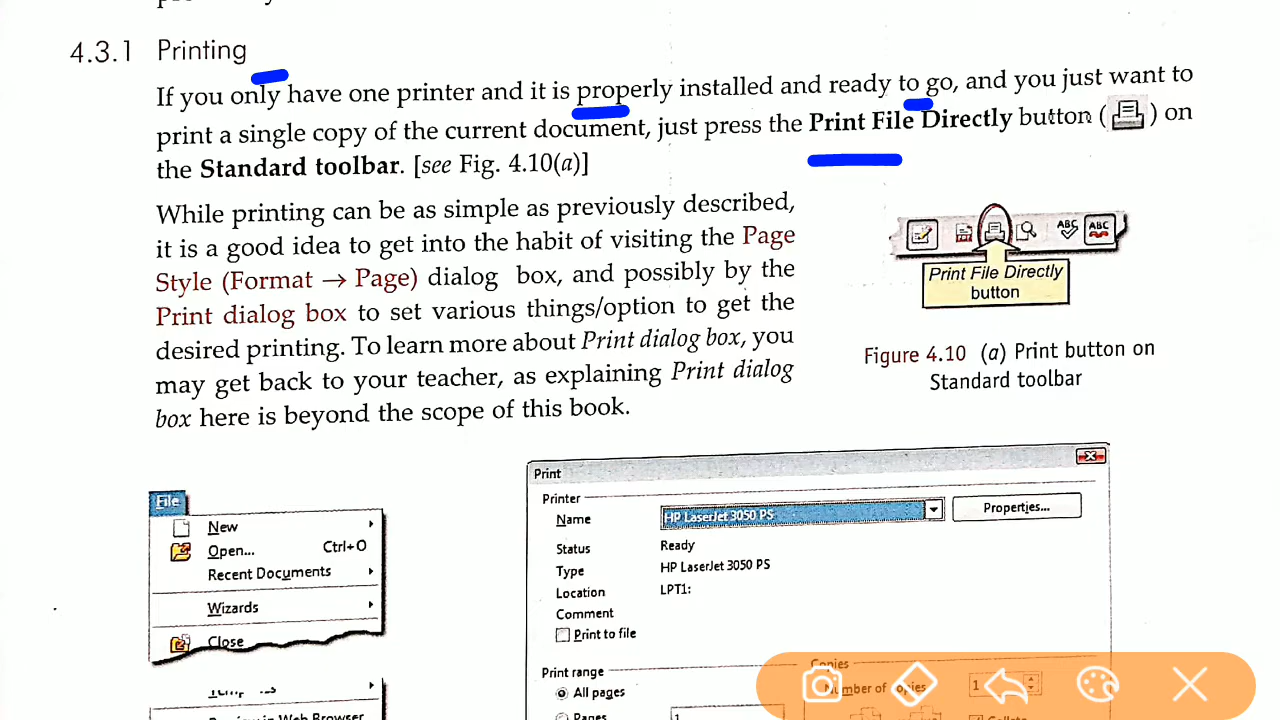 4.3.1 Printing
If you only have one printer and it is properly installed and ready to go, and you just want to
print a single copy of the current document, just press the Print File Directly button ( ) on
the Standard toolbar. [see Fig. 4.10(a)]
While printing can be as simple as previously described,
it is a good idea to get into the habit of visiting the Page
Style (Format → Page) dialog box, and possibly by the
Print dialog box to set various things/option to get the
desired printing. To learn more about Print dialog box, you
may get back to your teacher, as explaining Print dialog
box here is beyond the scope of this book.
ABC
ABC
Print File Directly
button
Figure 4.10 (a) Print button on
Standard toolbar
File
New
Open... Ctrl+O
Recent Documents
Wizards
Close
Print
Printer
Name HP LaserJet 3050 PS Properties...
Status Ready
Type HP LaserJet 3050 PS
Location LPT1:
Comment
Print to file
Print range
All pages
Pages 1
Copies
Number of copies 1